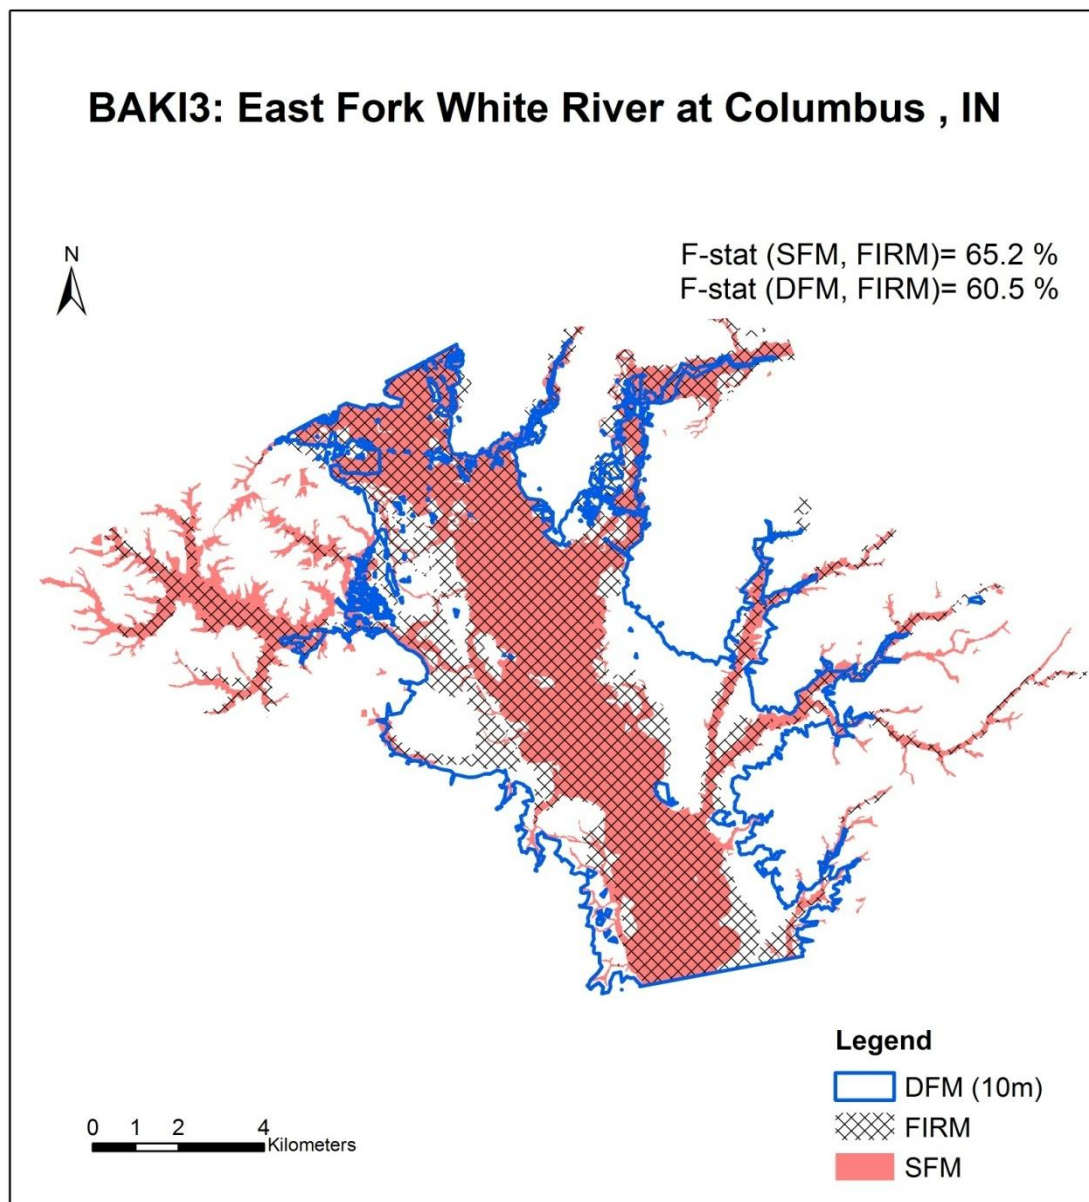 BAKI3: East Fork White River at Columbus , IN
N
F-stat (SFM, FIRM)= 65.2 %
F-stat (DFM, FIRM)= 60.5 %
Legend
DFM (10m)
FIRM
SFM
0 1 2 4
Kilometers